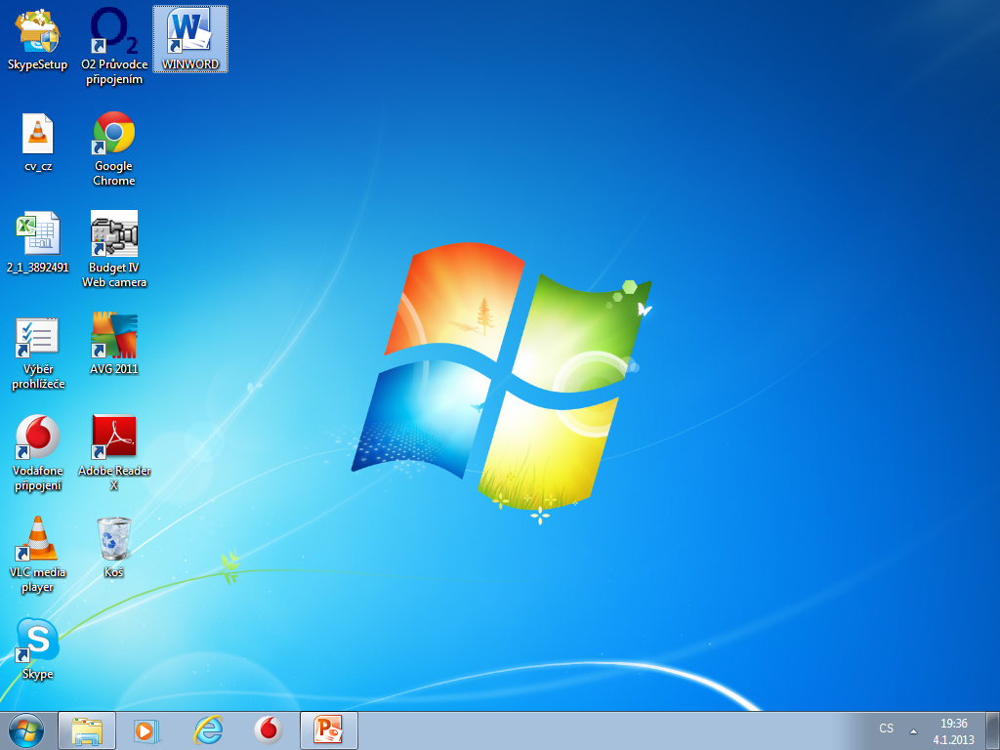 SkypeSetup
O2 Průvodce
připojením
WINWORD
cv_cz
Google
Chrome
2_1_3892491
Budget IV
Web camera
Výběr
prohlížeče
AVG 2011
Vodafone
připojení
Adobe Reader
X
VLC media
player
Koš
S
Skype
CS
19:36
4.1.2013